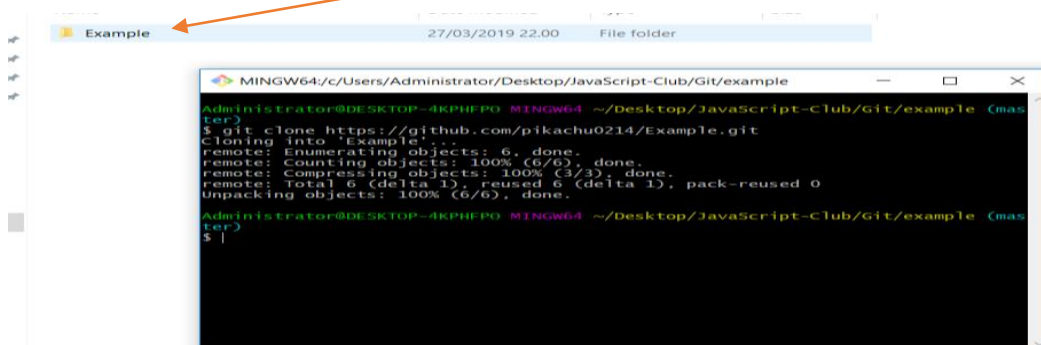 Example 27/03/2019 22.00 File folder
MINGW64:/c/Users/Administrator/Desktop/JavaScript-Club/Git/example
Administrator@DESKTOP-4KPHFPO MINGW64 ~/Desktop/JavaScript-Club/Git/example (mas
ter)
$ git clone https://github.com/pikachu0214/Example.git
Cloning into 'Example'...
remote: Enumerating objects: 6, done.
remote: Counting objects: 100% (6/6), done.
remote: Compressing objects: 100% (3/3), done.
remote: Total 6 (delta 1), reused 6 (delta 1), pack-reused 0
Unpacking objects: 100% (6/6), done.
Administrator@DESKTOP-4KPHFPO MINGW64 ~/Desktop/JavaScript-Club/Git/example (mas
ter)
$